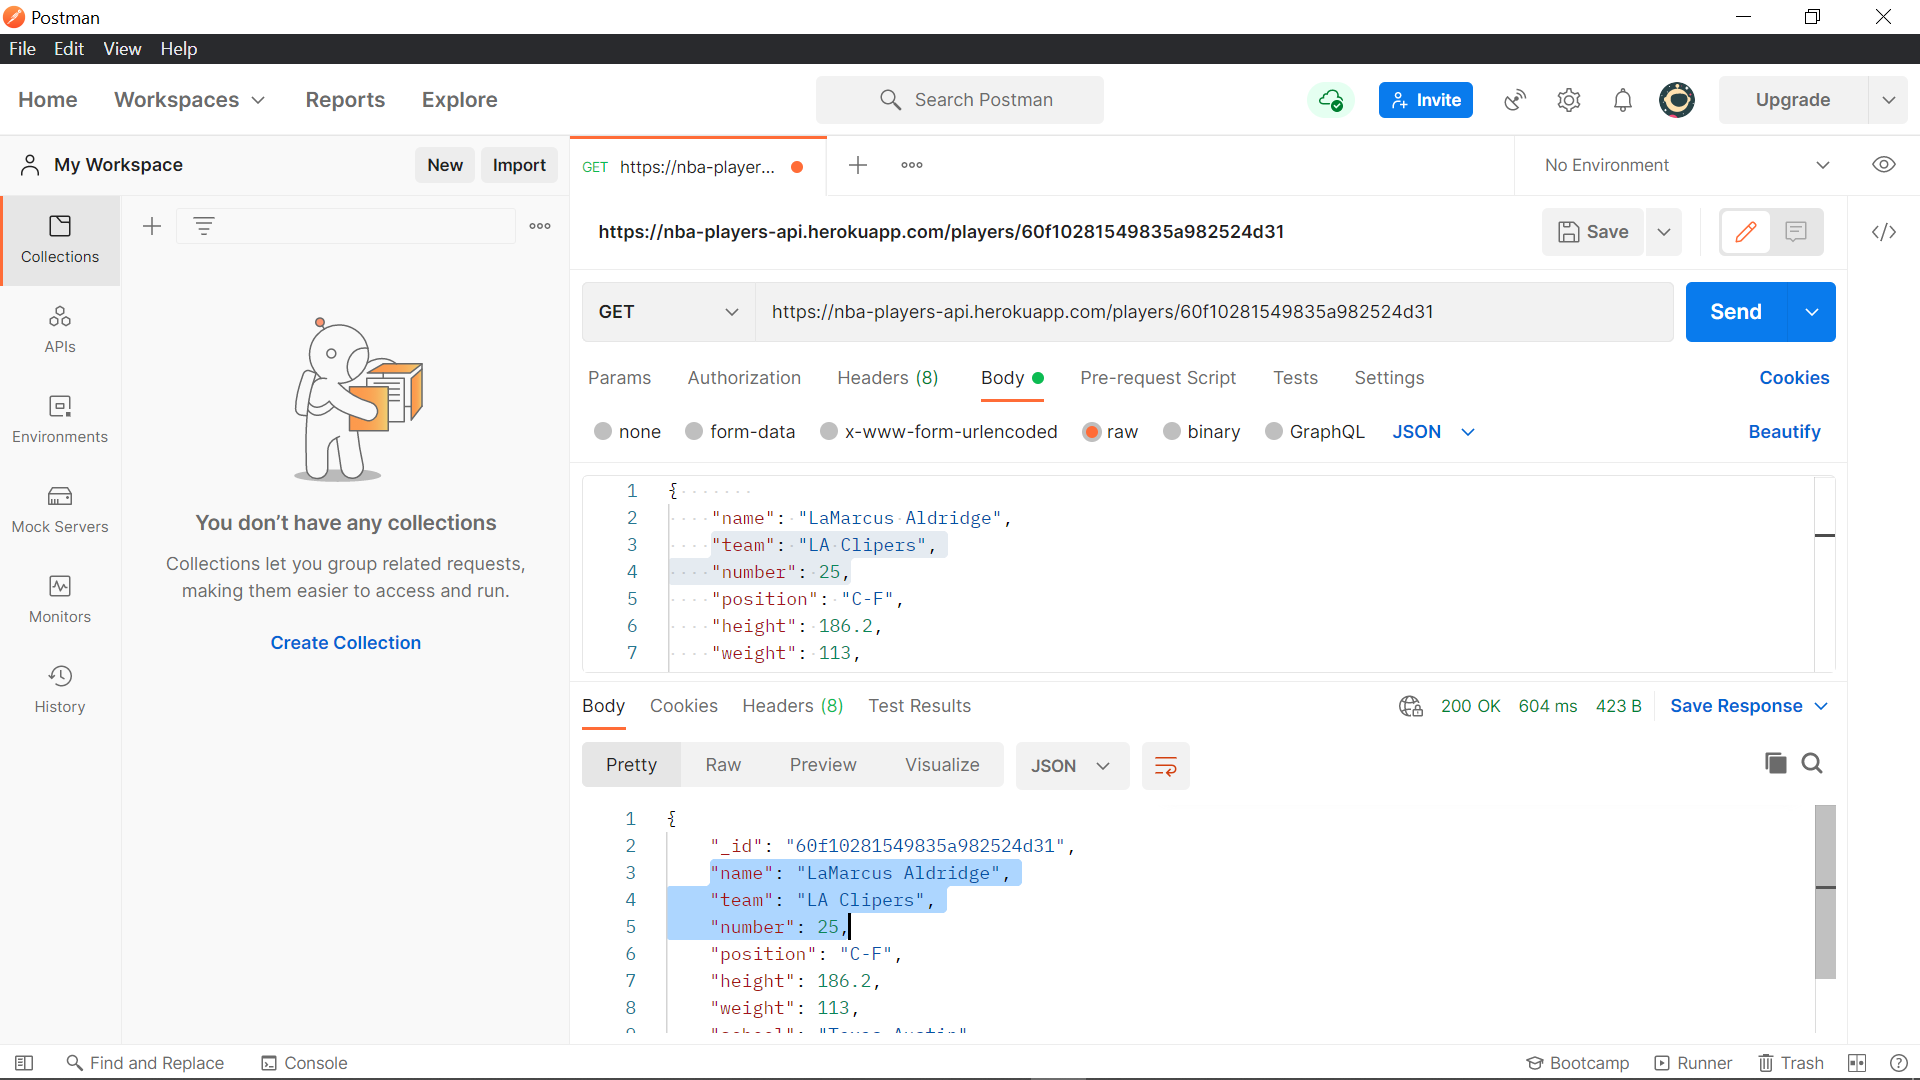 Postman
File Edit View Help
Home Workspaces Reports Explore Search Postman Invite Upgrade
My Workspace New Import GET https://nba-player... No Environment
https://nba-players-api.herokuapp.com/players/60f10281549835a982524d31 Save
Collections
GET https://nba-players-api.herokuapp.com/players/60f10281549835a982524d31 Send
APIs
Params Authorization Headers (8) Body Pre-request Script Tests Settings Cookies
Environments
none form-data x-www-form-urlencoded raw binary GraphQL JSON Beautify
Mock Servers
Monitors
History
You don’t have any collections
Collections let you group related requests,
making them easier to access and run.
Create Collection
1 {
2 "name": "LaMarcus Aldridge",
3 "team": "LA Clipers",
4 "number": 25,
5 "position": "C-F",
6 "height": 186.2,
7 "weight": 113,
Body Cookies Headers (8) Test Results 200 OK 604 ms 423 B Save Response
Pretty Raw Preview Visualize JSON
1 {
2 "_id": "60f10281549835a982524d31",
3 "name": "LaMarcus Aldridge",
4 "team": "LA Clipers",
5 "number": 25,
6 "position": "C-F",
7 "height": 186.2,
8 "weight": 113,
9 "school": "Texas Austin"
Find and Replace Console Bootcamp Runner Trash